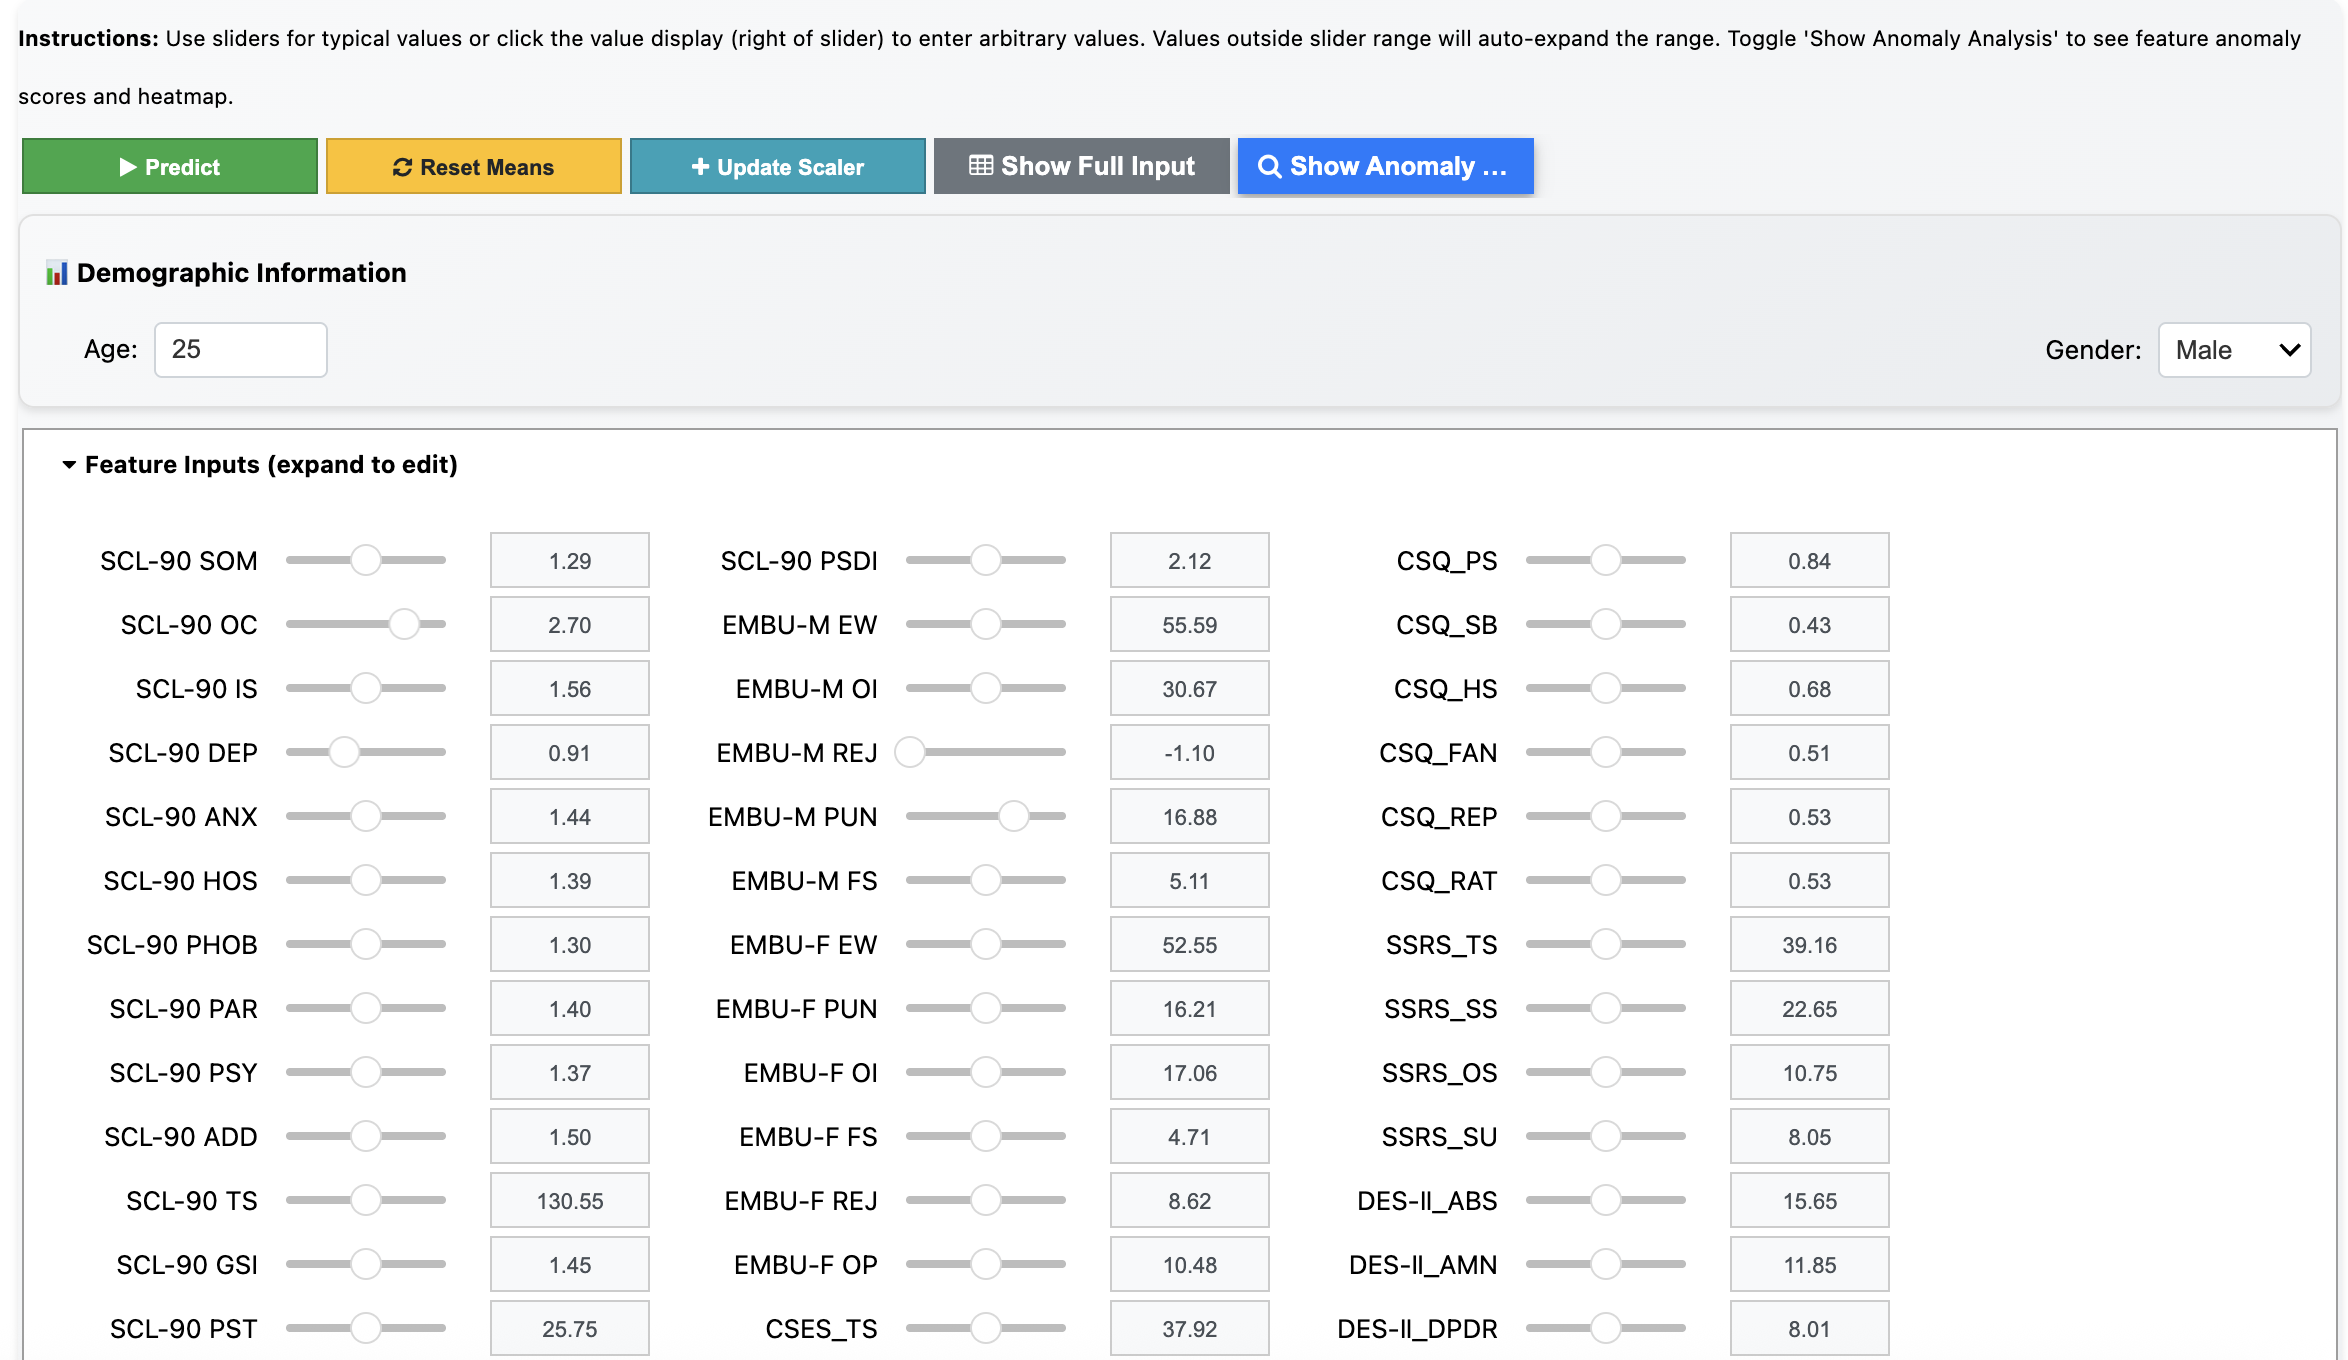 Instructions: Use sliders for typical values or click the value display (right of slider) to enter arbitrary values. Values outside slider range will auto-expand the range. Toggle 'Show Anomaly Analysis' to see feature anomaly
scores and heatmap.
Predict Reset Means Update Scaler Show Full Input Show Anomaly ...
Demographic Information
Age: 25 Gender: Male
Feature Inputs (expand to edit)
SCL-90 SOM 1.29 SCL-90 PSDI 2.12 CSQ_PS 0.84
SCL-90 OC 2.70 EMBU-M EW 55.59 CSQ_SB 0.43
SCL-90 IS 1.56 EMBU-M OI 30.67 CSQ_HS 0.68
SCL-90 DEP 0.91 EMBU-M REJ -1.10 CSQ_FAN 0.51
SCL-90 ANX 1.44 EMBU-M PUN 16.88 CSQ_REP 0.53
SCL-90 HOS 1.39 EMBU-M FS 5.11 CSQ_RAT 0.53
SCL-90 PHOB 1.30 EMBU-F EW 52.55 SSRS_TS 39.16
SCL-90 PAR 1.40 EMBU-F PUN 16.21 SSRS_SS 22.65
SCL-90 PSY 1.37 EMBU-F OI 17.06 SSRS_OS 10.75
SCL-90 ADD 1.50 EMBU-F FS 4.71 SSRS_SU 8.05
SCL-90 TS 130.55 EMBU-F REJ 8.62 DES-II_ABS 15.65
SCL-90 GSI 1.45 EMBU-F OP 10.48 DES-II_AMN 11.85
SCL-90 PST 25.75 CSES_TS 37.92 DES-II_DPDR 8.01